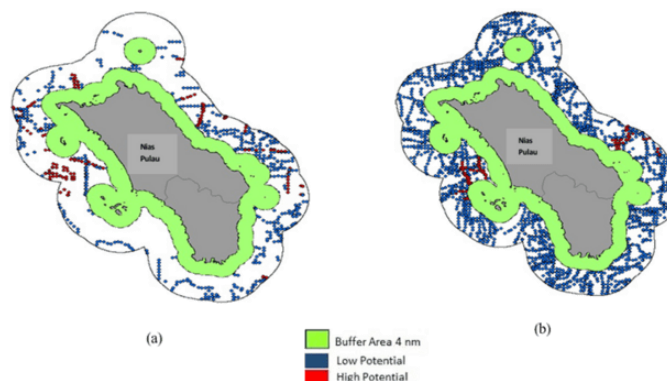 Nias
Pulau
Nias
Pulau
(a)
(b)
Buffer Area 4 nm
Low Potential
High Potential